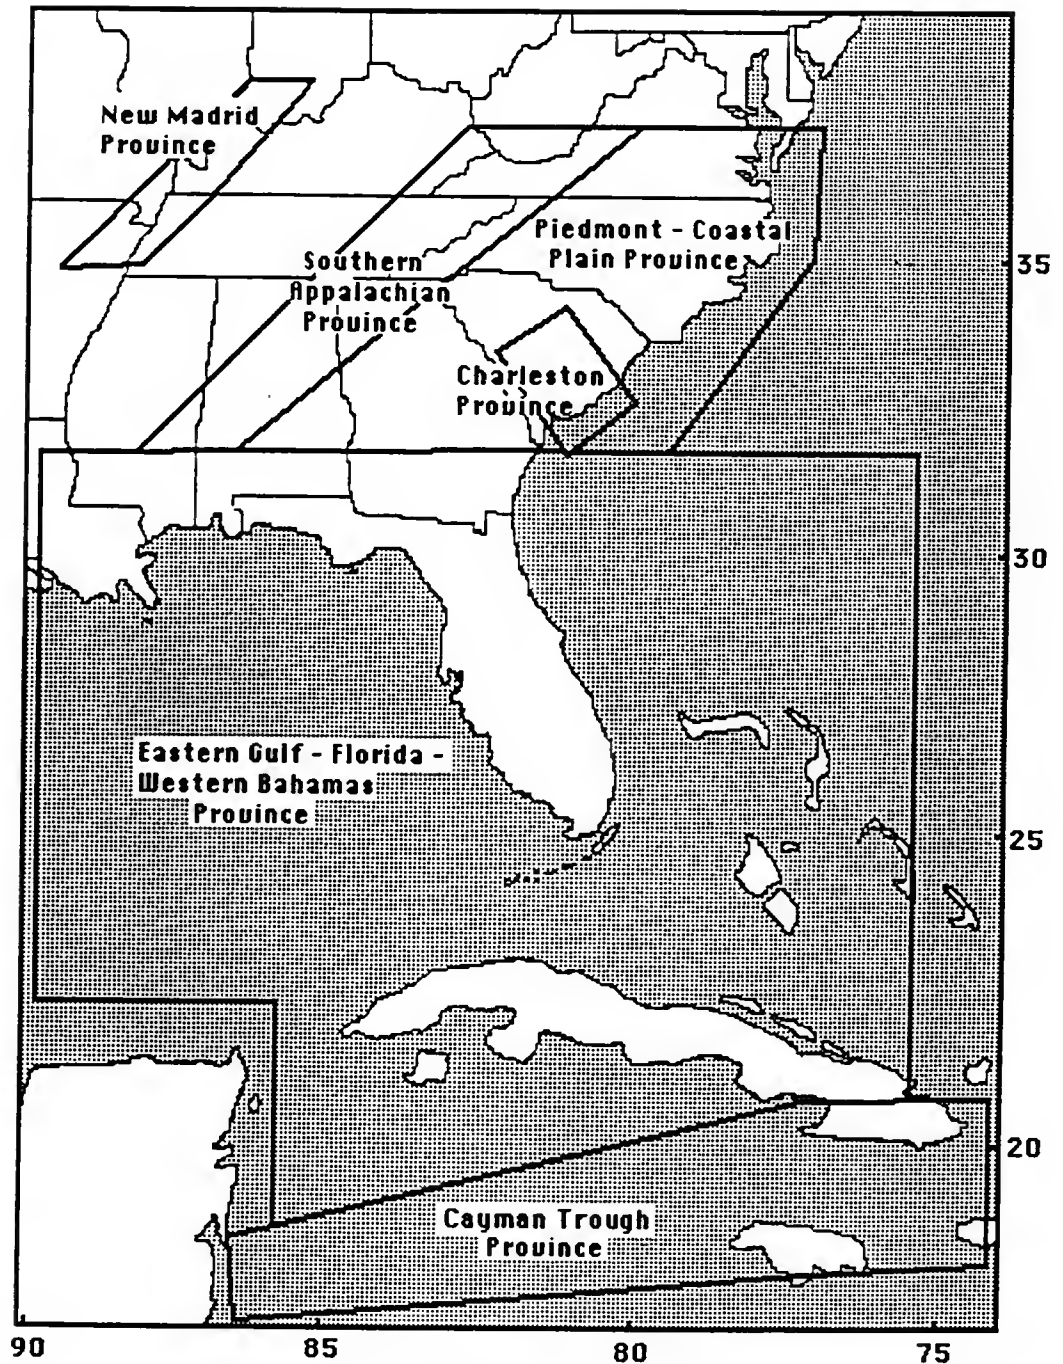 New Madrid
Province
Piedmont - Coastal
Plain Province
35
Southern
Appalachian
Province
Charleston
Province
30
Eastern Gulf - Florida -
Western Bahamas
Province
25
20
Cayman Trough
Province
90
85
80
75